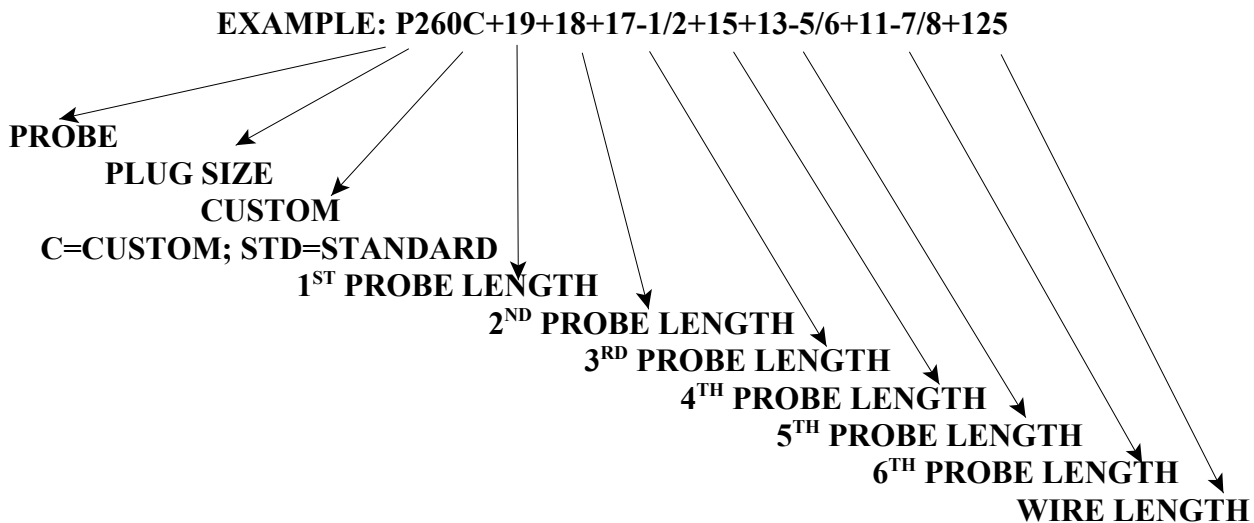 EXAMPLE: P260C+19+18+17-1/2+15+13-5/6+11-7/8+125
PROBE
PLUG SIZE
CUSTOM
C=CUSTOM; STD=STANDARD
1ST PROBE LENGTH
2ND PROBE LENGTH
3RD PROBE LENGTH
4TH PROBE LENGTH
5TH PROBE LENGTH
6TH PROBE LENGTH
WIRE LENGTH